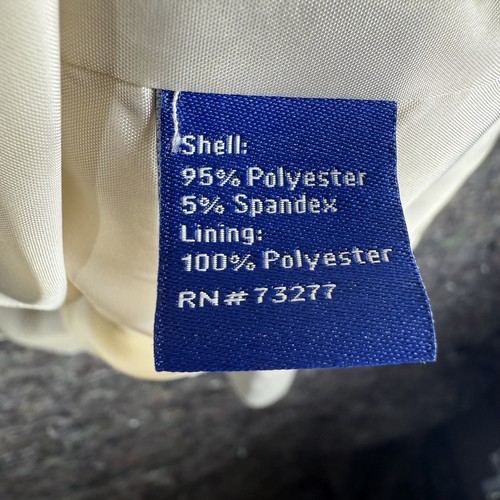 Shell:
95% Polyester
5% Spandex
Lining:
100% Polyester
RN#73277